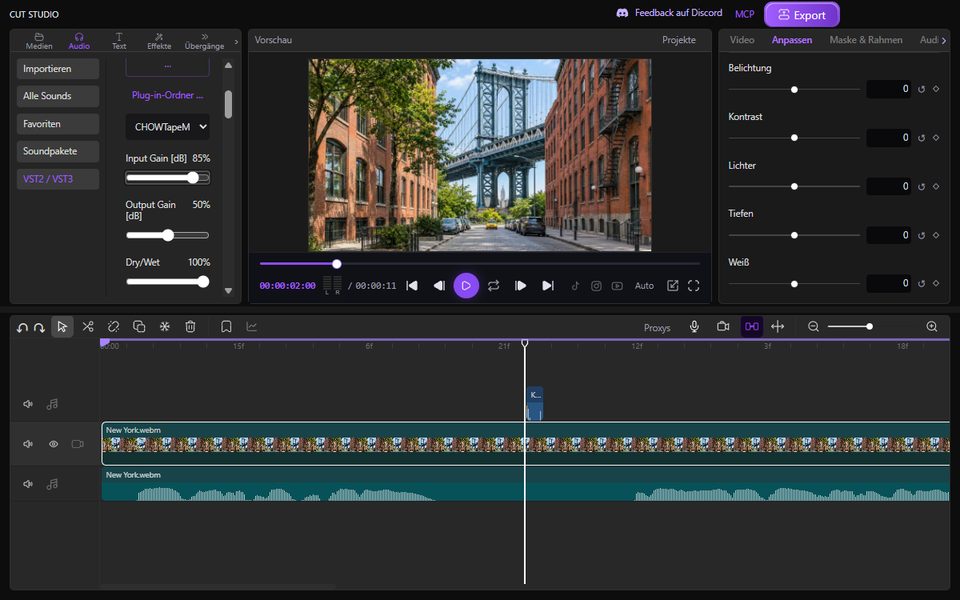 CUT STUDIO
Feedback auf Discord
MCP
Export
Medien
Audio
Text
Effekte
Übergänge
Importieren
Alle Sounds
Favoriten
Soundpakete
VST2 / VST3
...
Plug-in-Ordner ...
CHOWTapeM
Input Gain [dB] 85%
Output Gain [dB] 50%
Dry/Wet 100%
Vorschau
Projekte
00:00:02:00
L R
/ 00:00:11
Auto
Video
Anpassen
Maske & Rahmen
Audi
Belichtung
0
Kontrast
0
Lichter
0
Tiefen
0
Weiß
0
Proxys
00:00
15f
6f
21f
12f
3f
18f
K...
New York.webm
New York.webm